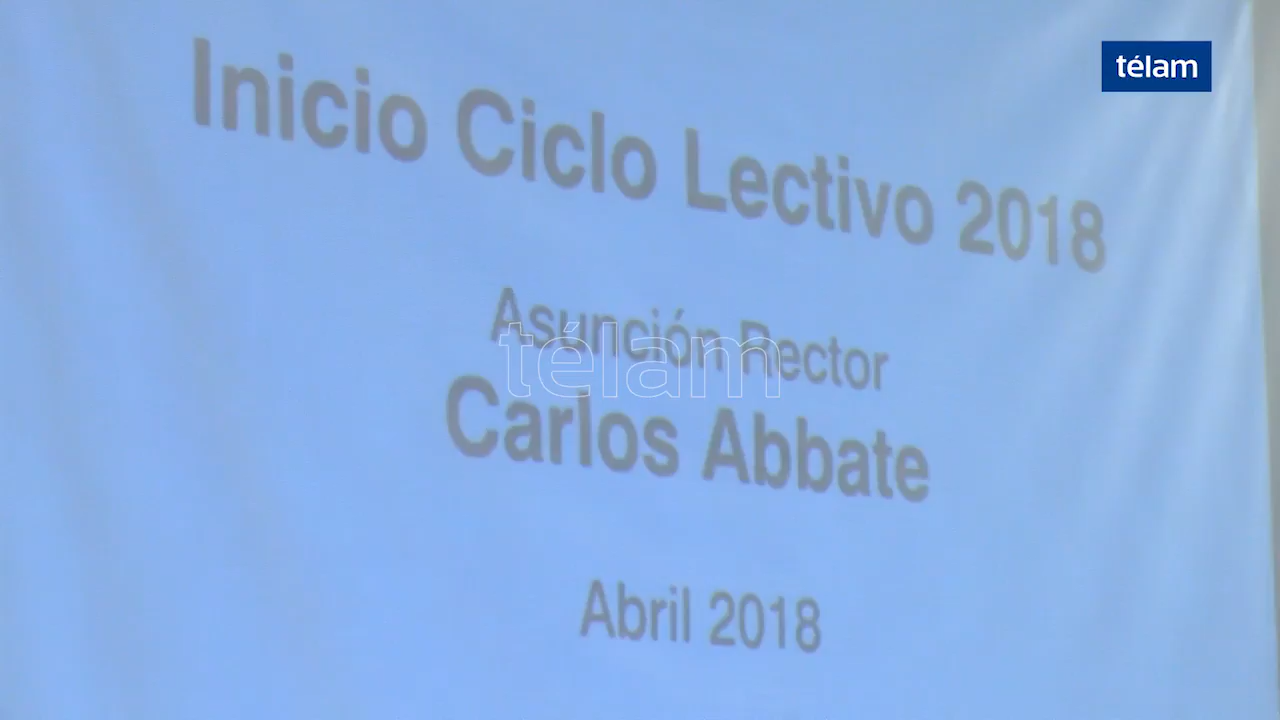 télam
Inicio Ciclo Lectivo 2018
Asunción Rector
télam
Carlos Abbate
Abril 2018